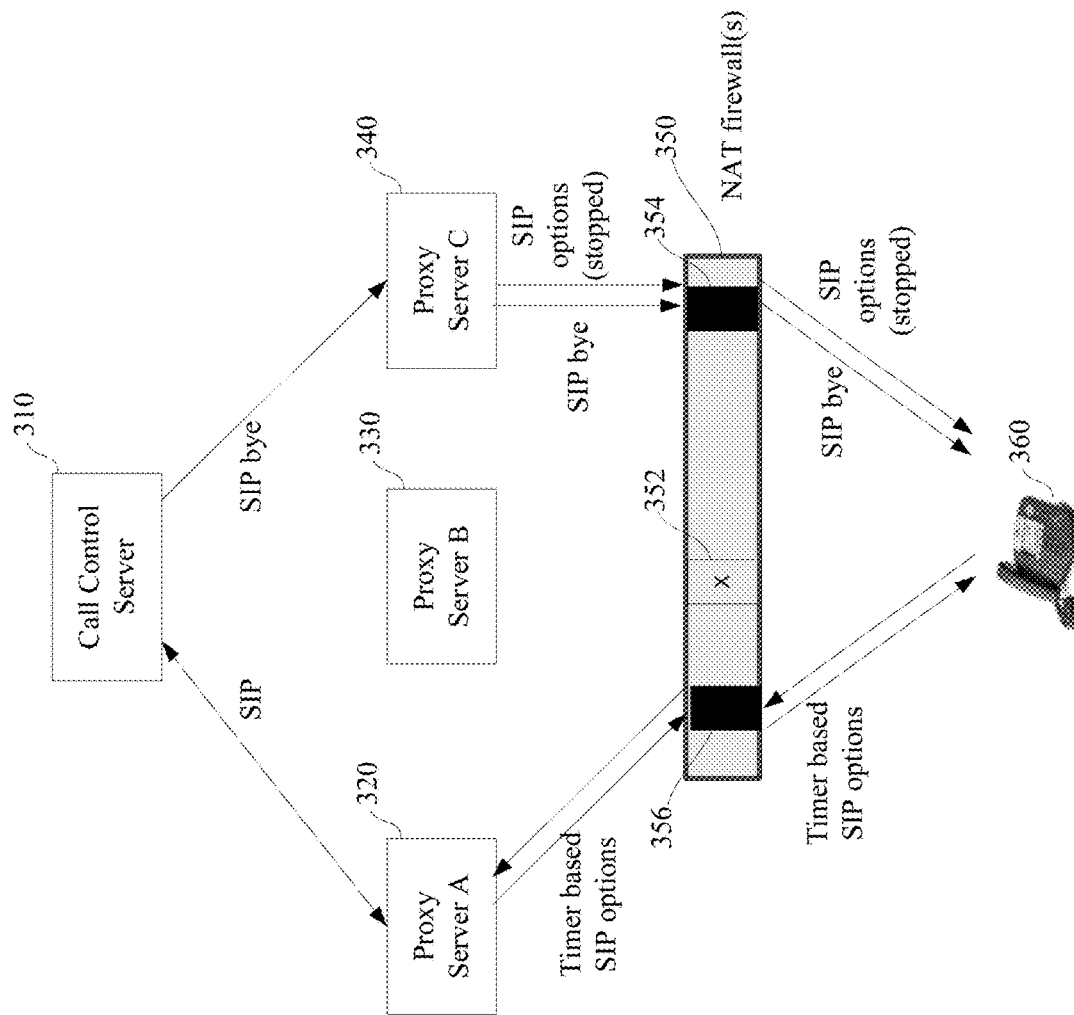 310
Call Control
Server
SIP
SIP bye
320
Proxy
Server A
330
Proxy
Server B
340
Proxy
Server C
Timer based
SIP options
SIP bye
SIP
options
(stopped)
356
352
354
350
NAT firewall(s)
x
Timer based
SIP options
SIP bye
SIP
options
(stopped)
360